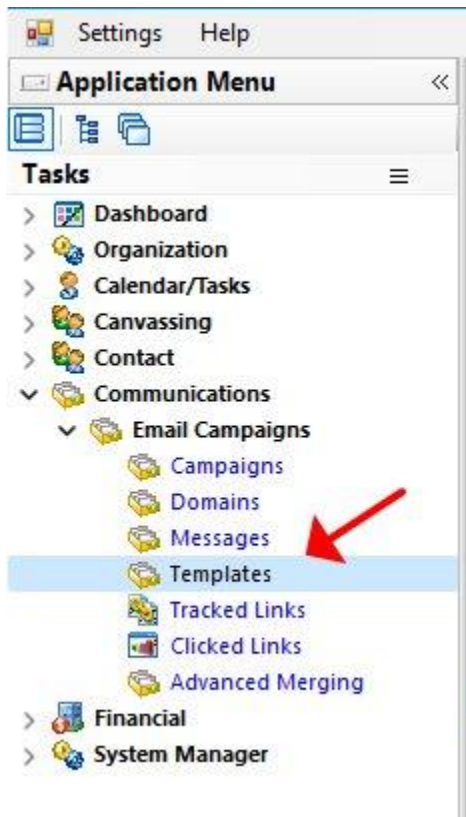 Settings Help
Application Menu
Tasks
Dashboard
Organization
Calendar/Tasks
Canvassing
Contact
Communications
Email Campaigns
Campaigns
Domains
Messages
Templates
Tracked Links
Clicked Links
Advanced Merging
Financial
System Manager